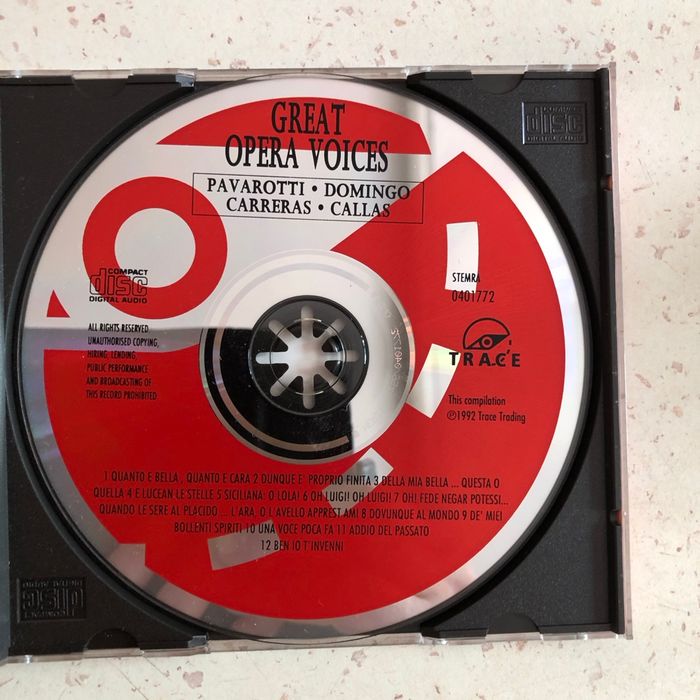 GREAT
OPERA VOICES
PAVAROTTI • DOMINGO
CARRERAS • CALLAS
COMPACT
disc
DIGITAL AUDIO
STEMRA
0401772
ALL RIGHTS RESERVED
UNAUTHORISED COPYING,
HIRING, LENDING,
PUBLIC PERFORMANCE
AND BROADCASTING OF
THIS RECORD PROHIBITED
TRACE
This compilation
℗1992 Trace Trading
1 QUANTO E BELLA, QUANTO E CARA 2 DUNQUE E' PROPRIO FINITA 3 DELLA MIA BELLA ... QUESTA O
QUELLA 4 E LUCEAN LE STELLE 5 SICILIANA: O LOLA! 6 OH LUIGI! OH LUIGI! 7 OH! FEDE NEGAR POTESSI...
QUANDO LE SERE AL PLACIDO ... L'ARA, O L'AVELLO APPREST AMI 8 DOVUNQUE AL MONDO 9 DE' MIEI
BOLLENTI SPIRITI 10 UNA VOCE POCA FA 11 ADDIO DEL PASSATO
12 BEN IO T'INVENNI
disc
disc